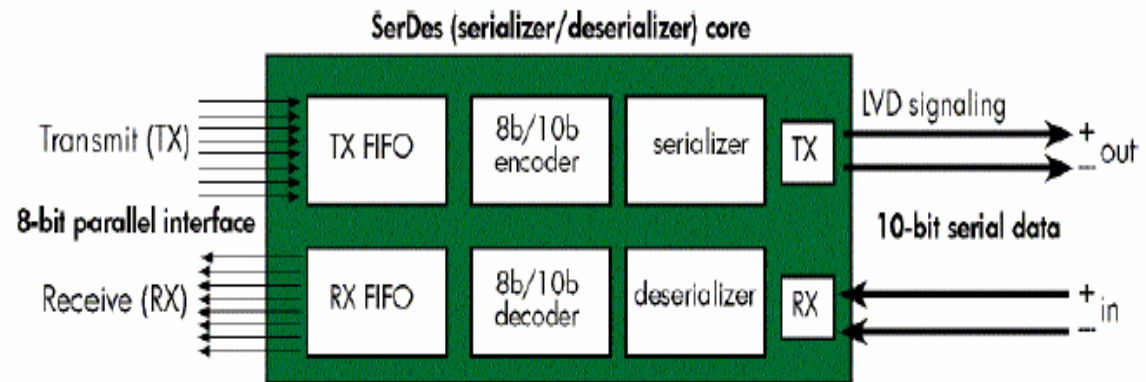 SerDes (serializer/deserializer) core
Transmit (TX)
TX FIFO
8b/10b
encoder
serializer
TX
LVD signaling
+
out
--
8-bit parallel interface
10-bit serial data
Receive (RX)
RX FIFO
8b/10b
decoder
deserializer
RX
+
in
--